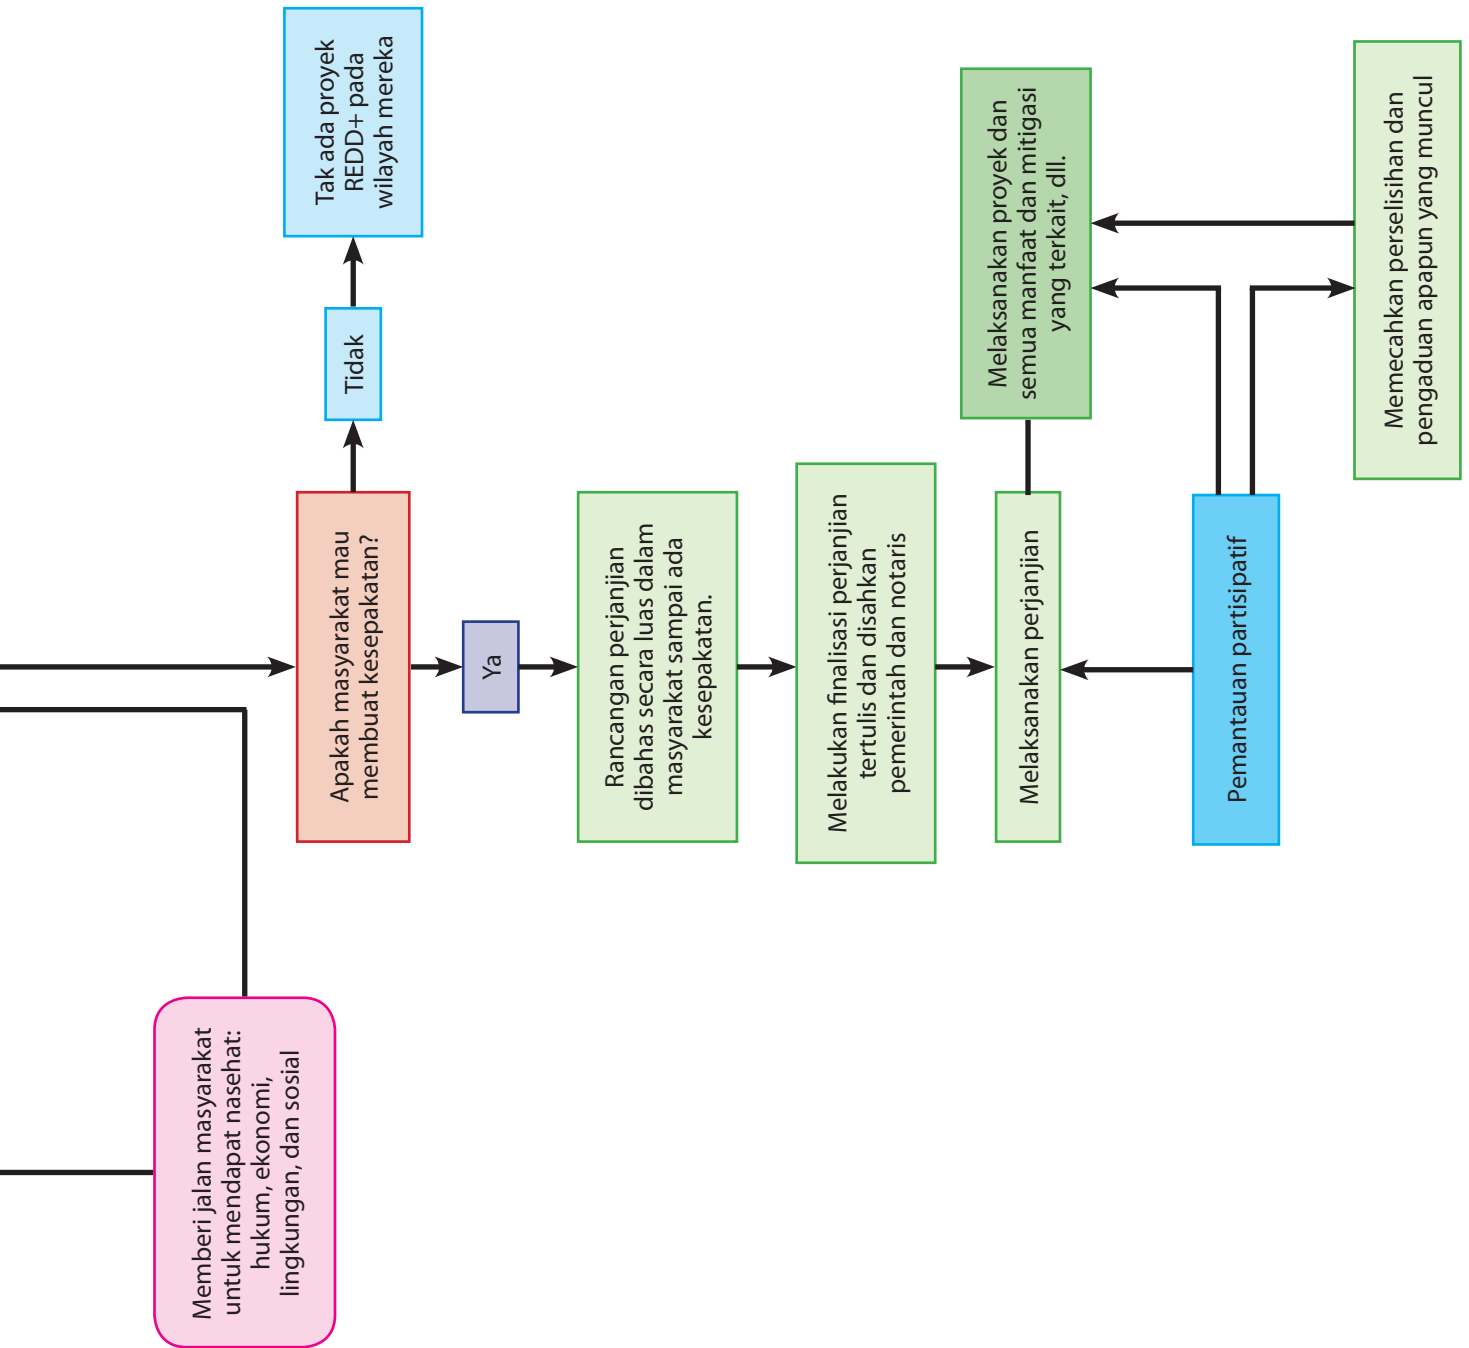 Memberi jalan masyarakat
untuk mendapat nasehat:
hukum, ekonomi,
lingkungan, dan sosial
Apakah masyarakat mau
membuat kesepakatan?
Tidak
Tak ada proyek
REDD+ pada
wilayah mereka
Ya
Rancangan perjanjian
dibahas secara luas dalam
masyarakat sampai ada
kesepakatan.
Melakukan finalisasi perjanjian
tertulis dan disahkan
pemerintah dan notaris
Melaksanakan perjanjian
Melaksanakan proyek dan
semua manfaat dan mitigasi
yang terkait, dll.
Pemantauan partisipatif
Memecahkan perselisihan dan
pengaduan apapun yang muncul